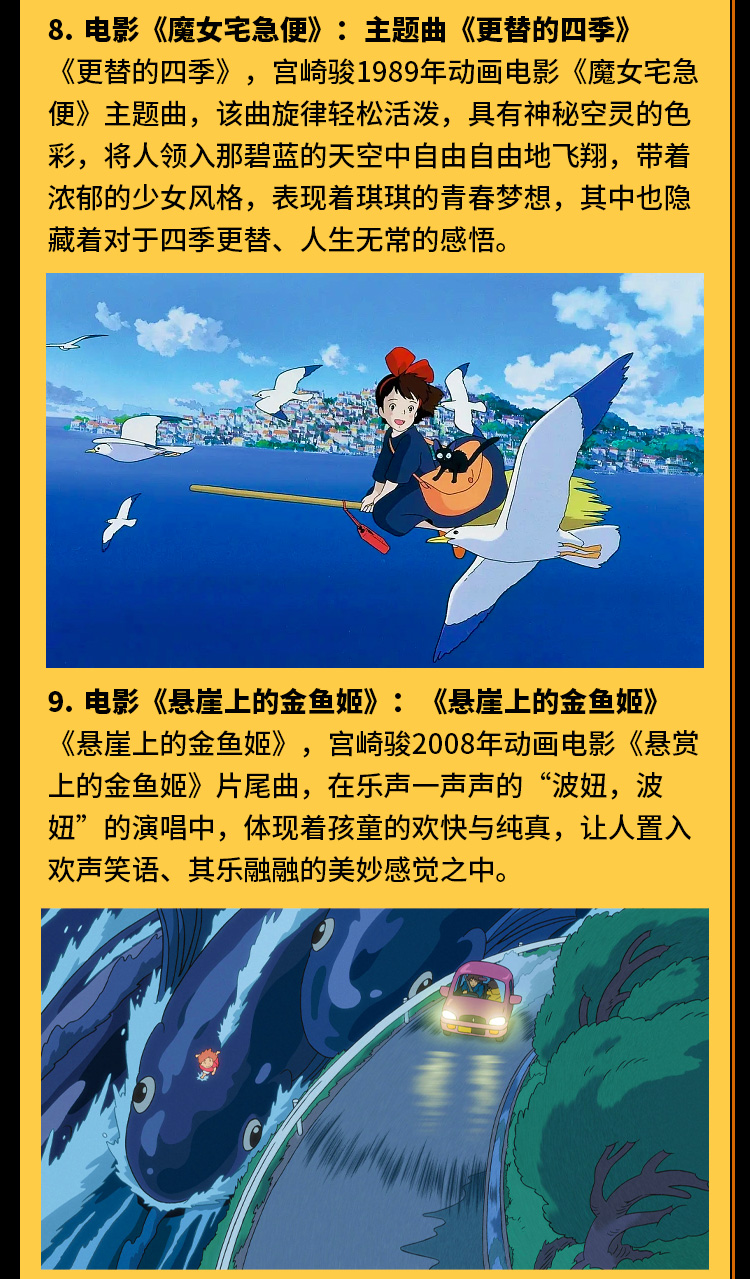 8. 电影《魔女宅急便》：主题曲《更替的四季》
《更替的四季》，宫崎骏1989年动画电影《魔女宅急
便》主题曲，该曲旋律轻松活泼，具有神秘空灵的色
彩，将人领入那碧蓝的天空中自由自由地飞翔，带着
浓郁的少女风格，表现着琪琪的青春梦想，其中也隐
藏着对于四季更替、人生无常的感悟。
9. 电影《悬崖上的金鱼姬》：《悬崖上的金鱼姬》
《悬崖上的金鱼姬》，宫崎骏2008年动画电影《悬赏
上的金鱼姬》片尾曲，在乐声一声声的“波妞，波
妞”的演唱中，体现着孩童的欢快与纯真，让人置入
欢声笑语、其乐融融的美妙感觉之中。